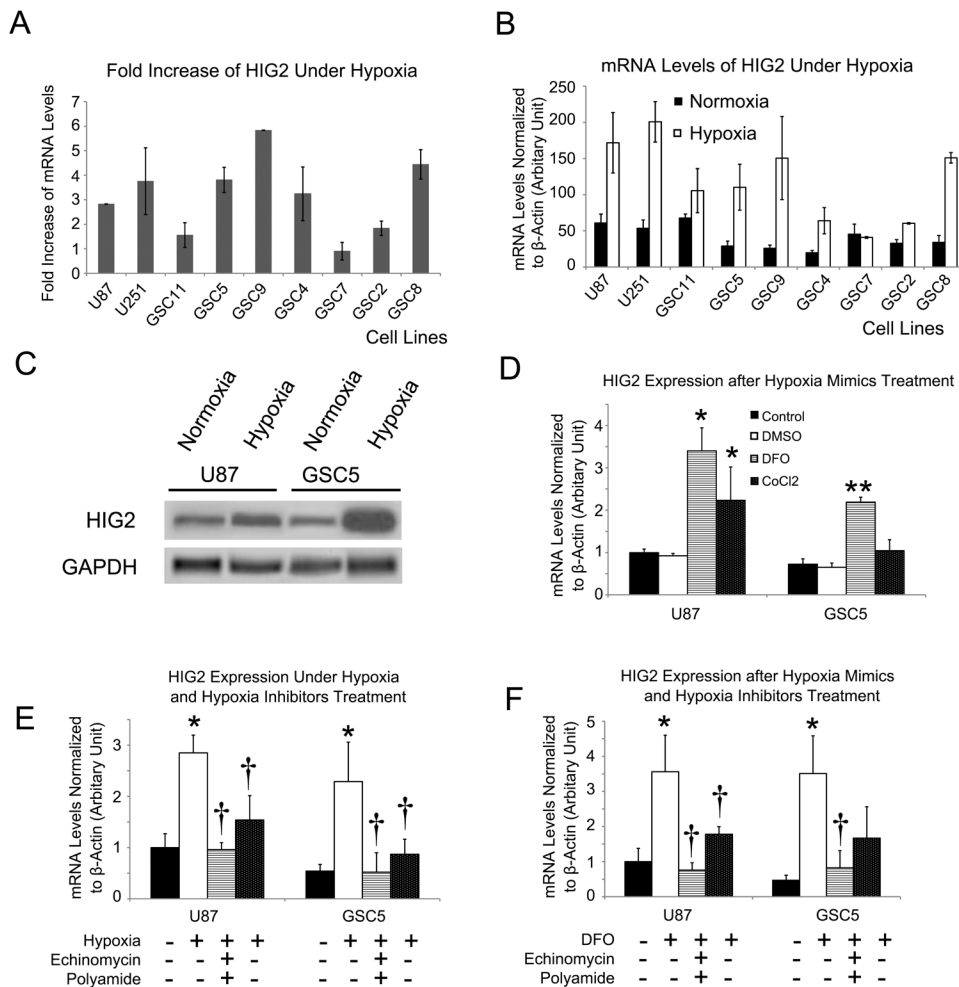 A
Fold Increase of HIG2 Under Hypoxia
Fold Increase of mRNA Levels
7
6
5
4
3
2
1
0
U87
U251
GSC11
GSC5
GSC9
GSC4
GSC7
GSC2
GSC8
Cell Lines
B
mRNA Levels of HIG2 Under Hypoxia
mRNA Levels Normalized
to β-Actin (Arbitary Unit)
250
200
150
100
50
0
Normoxia
Hypoxia
U87
U251
GSC11
GSC5
GSC9
GSC4
GSC7
GSC2
GSC8
Cell Lines
C
Normoxia
Hypoxia
Normoxia
Hypoxia
U87 GSC5
HIG2
GAPDH
D
HIG2 Expression after Hypoxia Mimics Treatment
mRNA Levels Normalized
to β-Actin (Arbitary Unit)
4
3
2
1
0
Control
DMSO
DFO
CoCl2
* * **
U87 GSC5
E
HIG2 Expression Under Hypoxia
and Hypoxia Inhibitors Treatment
mRNA Levels Normalized
to β-Actin (Arbitary Unit)
3
2
1
0
* † † * † †
U87 GSC5
Hypoxia - + + + - + + +
Echinomycin - - + - - - + -
Polyamide - - + - - - + -
F
HIG2 Expression after Hypoxia Mimics
and Hypoxia Inhibitors Treatment
mRNA Levels Normalized
to β-Actin (Arbitary Unit)
5
4
3
2
1
0
* † † * †
U87 GSC5
DFO - + + + - + + +
Echinomycin - - + - - - + -
Polyamide - - + - - - + -